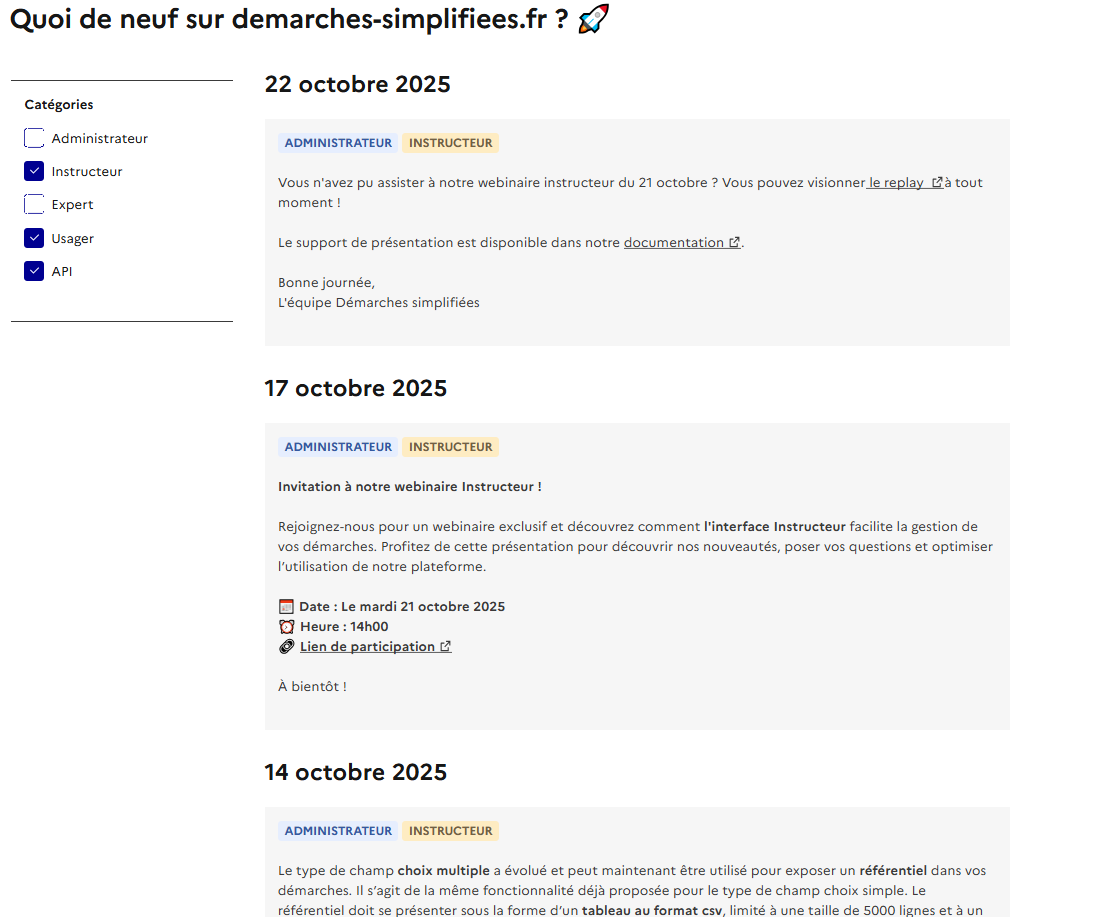 Quoi de neuf sur demarches-simplifiees.fr ? 🚀
Catégories
Administrateur
Instructeur
Expert
Usager
API
22 octobre 2025
ADMINISTRATEUR INSTRUCTEUR
Vous n'avez pu assister à notre webinaire instructeur du 21 octobre ? Vous pouvez visionner le replay à tout
moment !
Le support de présentation est disponible dans notre documentation .
Bonne journée,
L'équipe Démarches simplifiées
17 octobre 2025
ADMINISTRATEUR INSTRUCTEUR
Invitation à notre webinaire Instructeur !
Rejoignez-nous pour un webinaire exclusif et découvrez comment l'interface Instructeur facilite la gestion de
vos démarches. Profitez de cette présentation pour découvrir nos nouveautés, poser vos questions et optimiser
l’utilisation de notre plateforme.
📅 Date : Le mardi 21 octobre 2025
⏰ Heure : 14h00
🔗 Lien de participation
À bientôt !
14 octobre 2025
ADMINISTRATEUR INSTRUCTEUR
Le type de champ choix multiple a évolué et peut maintenant être utilisé pour exposer un référentiel dans vos
démarches. Il s’agit de la même fonctionnalité déjà proposée pour le type de champ choix simple. Le
référentiel doit se présenter sous la forme d’un tableau au format csv, limité à une taille de 5000 lignes et à un